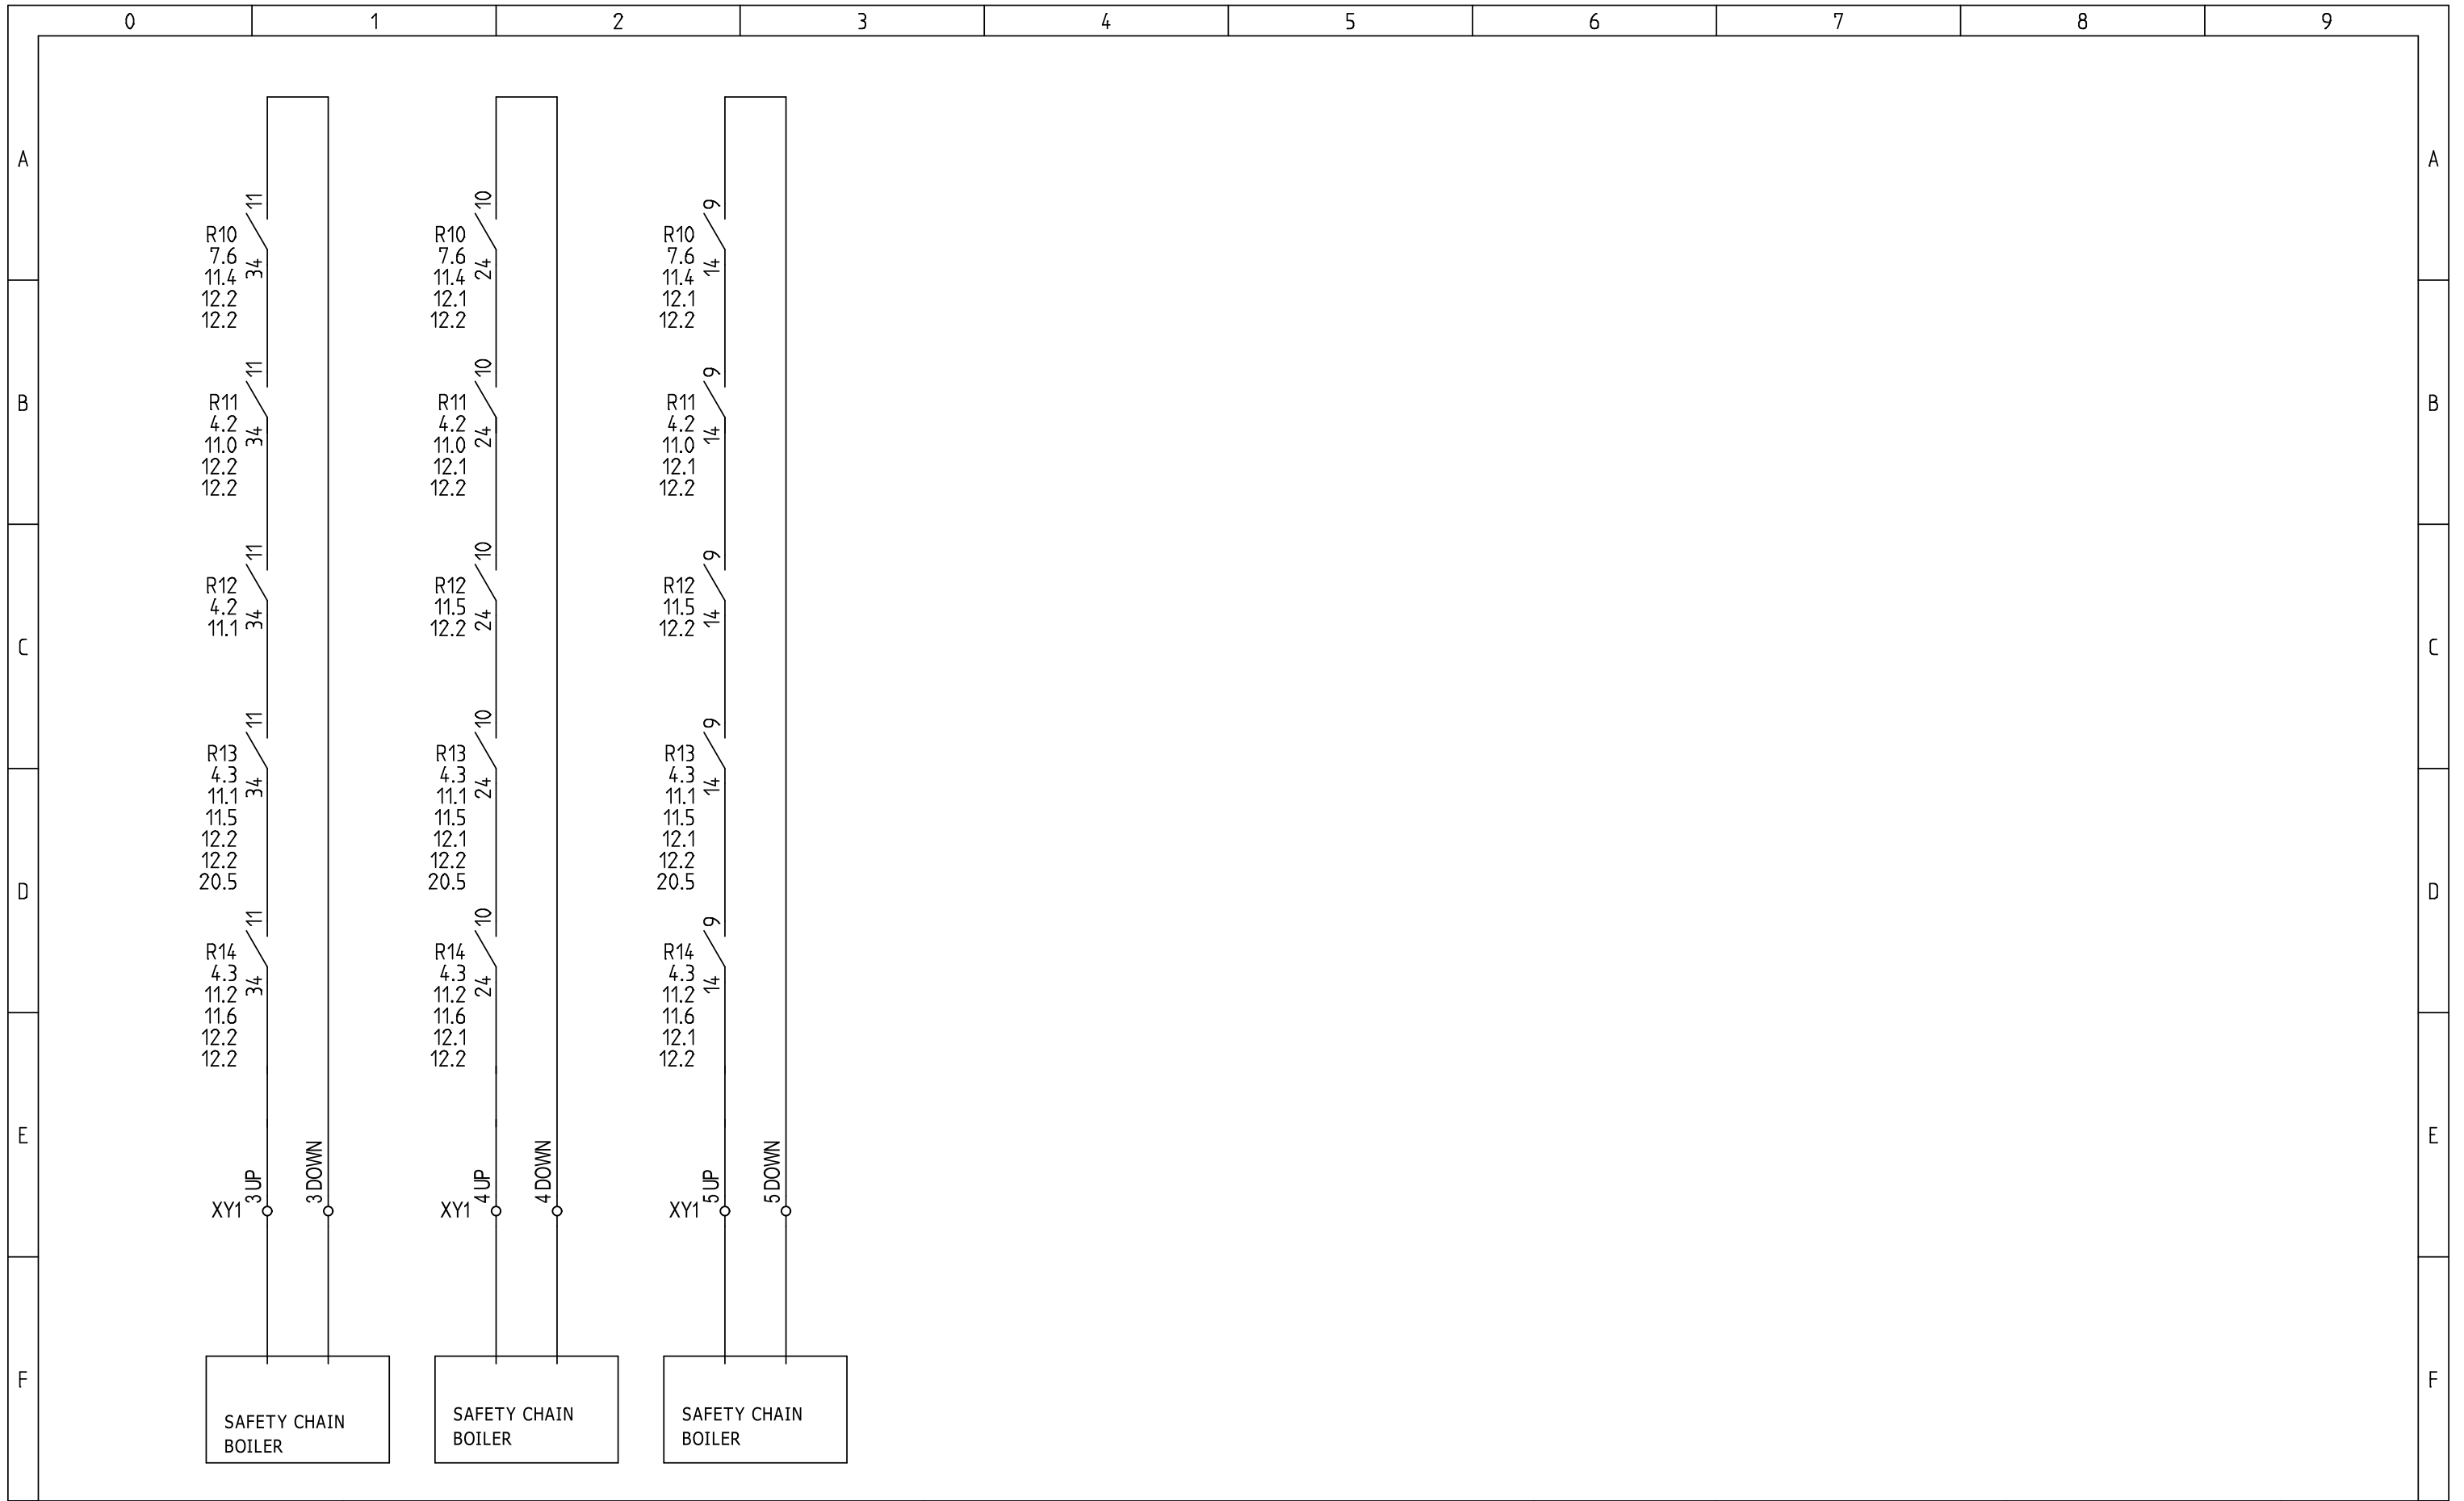 0 1 2 3 4 5 6 7 8 9
A A
B B
C C
D D
E E
F F
11
R10
7.6
11.4
12.2
12.2
34
11
R11
4.2
11.0
12.2
12.2
34
11
R12
4.2
11.1
34
11
R13
4.3
11.1
11.5
12.2
12.2
20.5
34
11
R14
4.3
11.2
11.6
12.2
12.2
34
XY1
3 UP
3 DOWN
SAFETY CHAIN
BOILER
10
R10
7.6
11.4
12.1
12.2
24
10
R11
4.2
11.0
12.1
12.2
24
10
R12
11.5
12.2
24
10
R13
4.3
11.1
11.5
12.1
12.2
20.5
24
10
R14
4.3
11.2
11.6
12.1
12.2
24
XY1
4 UP
4 DOWN
SAFETY CHAIN
BOILER
9
R10
7.6
11.4
12.1
12.2
14
9
R11
4.2
11.0
12.1
12.2
14
9
R12
11.5
12.2
14
9
R13
4.3
11.1
11.5
12.1
12.2
20.5
14
9
R14
4.3
11.2
11.6
12.1
12.2
14
XY1
5 UP
5 DOWN
SAFETY CHAIN
BOILER